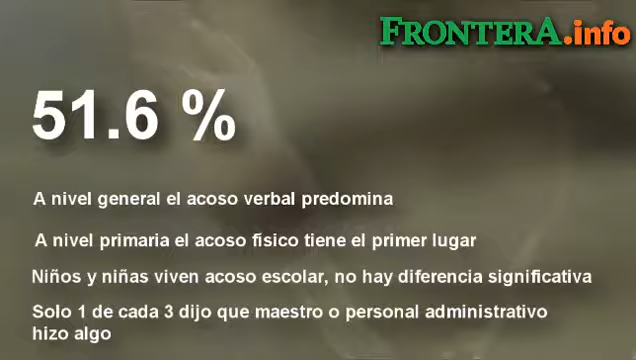 FRONTERA.info
51.6 %
A nivel general el acoso verbal predomina
A nivel primaria el acoso físico tiene el primer lugar
Niños y niñas viven acoso escolar, no hay diferencia significativa
Solo 1 de cada 3 dijo que maestro o personal administrativo
hizo algo